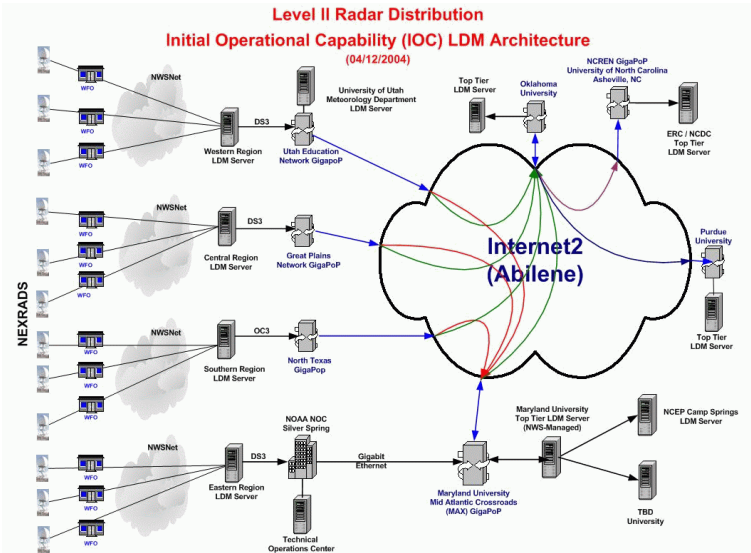 Level II Radar Distribution
Initial Operational Capability (IOC) LDM Architecture
(04/12/2004)
NEXRADS
WFO
WFO
WFO
NWSNet
Western Region
LDM Server
DS3
University of Utah
Meteorology Department
LDM Server
Utah Education
Network GigapoP
Top Tier
LDM Server
Oklahoma
University
NCREN GigaPoP
University of North Carolina
Asheville, NC
ERC / NCDC
Top Tier
LDM Server
WFO
WFO
WFO
NWSNet
Central Region
LDM Server
DS3
Great Plains
Network GigaPoP
Internet2
(Abilene)
Purdue
University
Top Tier
LDM Server
WFO
WFO
WFO
NWSNet
Southern Region
LDM Server
OC3
North Texas
GigaPop
WFO
WFO
WFO
NWSNet
Eastern Region
LDM Server
DS3
NOAA NOC
Silver Spring
Technical
Operations Center
Gigabit
Ethernet
Maryland University
Mid Atlantic Crossroads
(MAX) GigaPoP
Maryland University
Top Tier LDM Server
(NWS-Managed)
NCEP Camp Springs
LDM Server
TBD
University